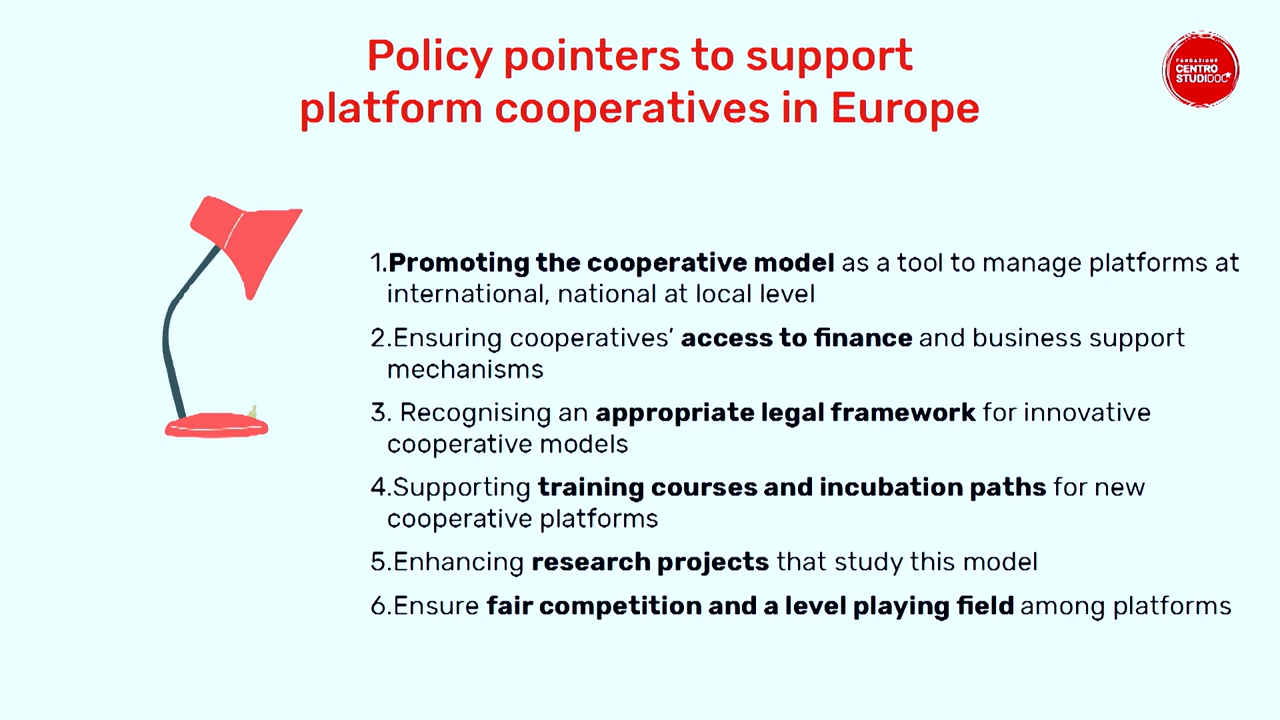 Policy pointers to support
platform cooperatives in Europe
FONDAZIONE
CENTRO
STUDIDOC
1.Promoting the cooperative model as a tool to manage platforms at
international, national at local level
2.Ensuring cooperatives’ access to finance and business support
mechanisms
3. Recognising an appropriate legal framework for innovative
cooperative models
4.Supporting training courses and incubation paths for new
cooperative platforms
5.Enhancing research projects that study this model
6.Ensure fair competition and a level playing field among platforms